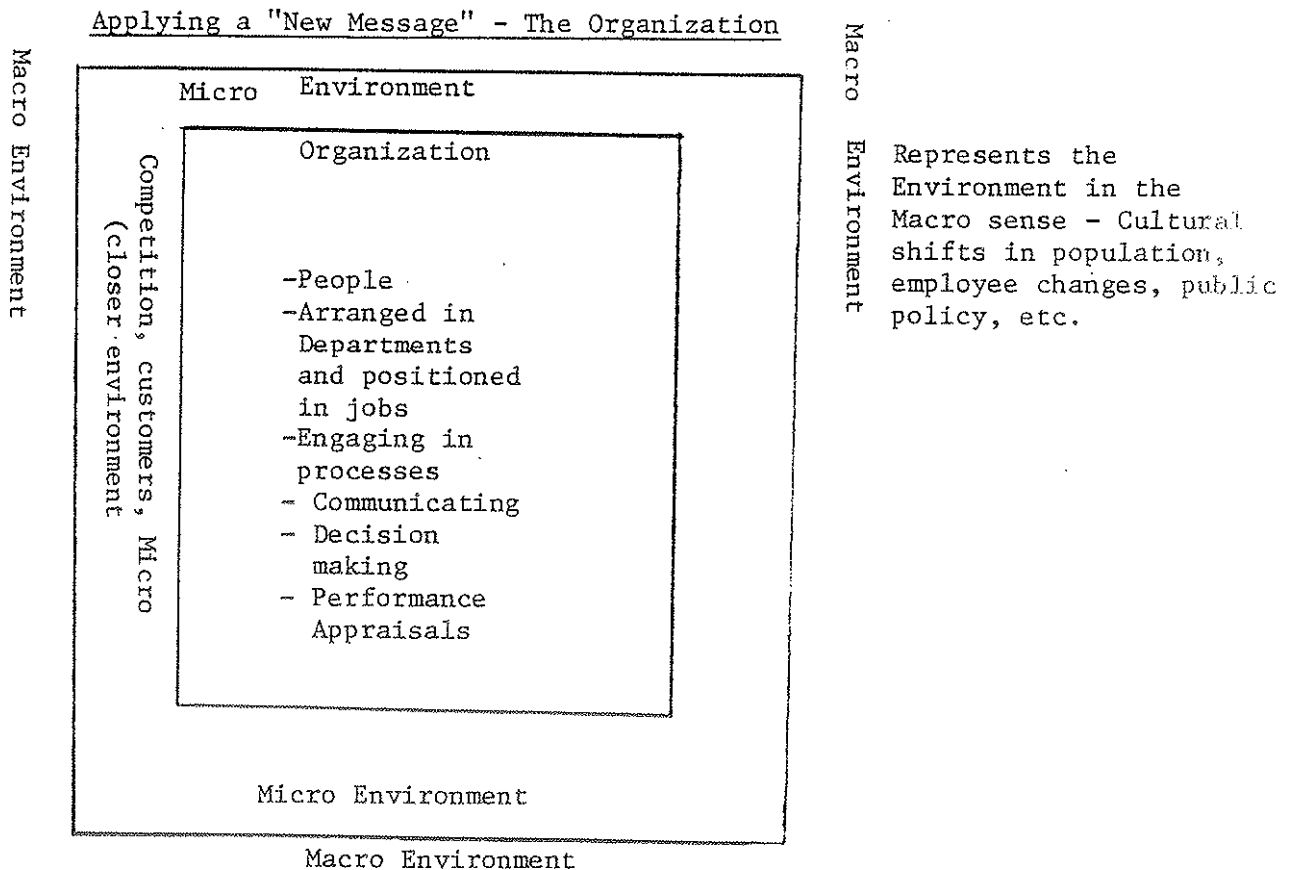 Applying a "New Message" - The Organization
Macro Environment
Micro Environment
Competition, customers, Micro
(closer environment
Organization
-People
-Arranged in
Departments
and positioned
in jobs
-Engaging in
processes
- Communicating
- Decision
making
- Performance
Appraisals
Micro Environment
Macro Environment
Macro Environment
Represents the
Environment in the
Macro sense - Cultural
shifts in population,
employee changes, public
policy, etc.